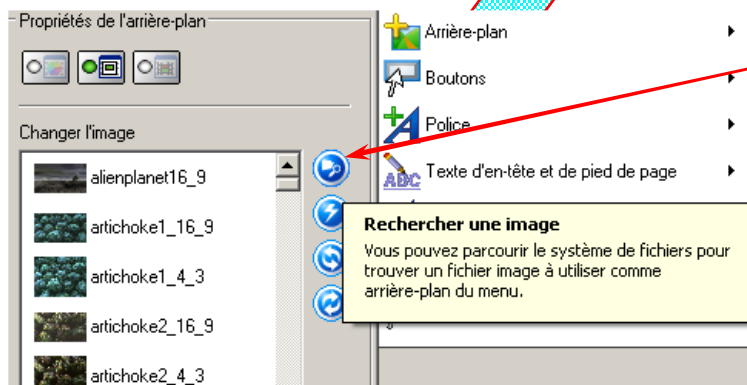 Propriétés de l'arrière-plan
Changer l'image
alienplanet16_9
artichoke1_16_9
artichoke1_4_3
artichoke2_16_9
artichoke2_4_3
Arrière-plan
Boutons
Police
ABC Texte d'en-tête et de pied de page
Rechercher une image
Vous pouvez parcourir le système de fichiers pour
trouver un fichier image à utiliser comme
arrière-plan du menu.